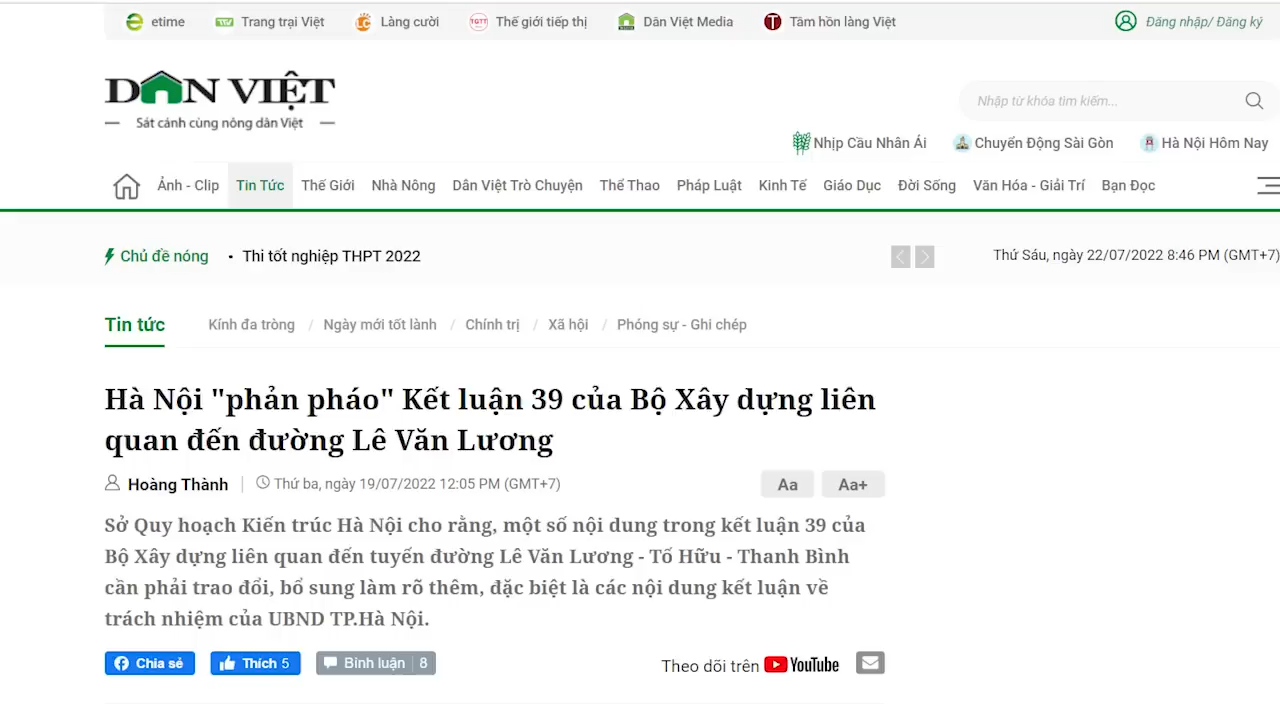 etime Trang trại Việt Làng cười Thế giới tiếp thị Dân Việt Media Tâm hồn làng Việt Đăng nhập/ Đăng ký
DÂN VIỆT
Sát cánh cùng nông dân Việt
Nhập từ khóa tìm kiếm...
Nhịp Cầu Nhân Ái Chuyển Động Sài Gòn Hà Nội Hôm Nay
Ảnh - Clip Tin Tức Thế Giới Nhà Nông Dân Việt Trò Chuyện Thể Thao Pháp Luật Kinh Tế Giáo Dục Đời Sống Văn Hóa - Giải Trí Bạn Đọc
Chủ đề nóng • Thi tốt nghiệp THPT 2022 Thứ Sáu, ngày 22/07/2022 8:46 PM (GMT+7)
Tin tức Kính đa tròng / Ngày mới tốt lành / Chính trị / Xã hội / Phóng sự - Ghi chép
Hà Nội "phản pháo" Kết luận 39 của Bộ Xây dựng liên
quan đến đường Lê Văn Lương
Hoàng Thành Thứ ba, ngày 19/07/2022 12:05 PM (GMT+7) Aa Aa+
Sở Quy hoạch Kiến trúc Hà Nội cho rằng, một số nội dung trong kết luận 39 của
Bộ Xây dựng liên quan đến tuyến đường Lê Văn Lương - Tố Hữu - Thanh Bình
cần phải trao đổi, bổ sung làm rõ thêm, đặc biệt là các nội dung kết luận về
trách nhiệm của UBND TP.Hà Nội.
Chia sẻ Thích 5 Bình luận 8 Theo dõi trên YouTube